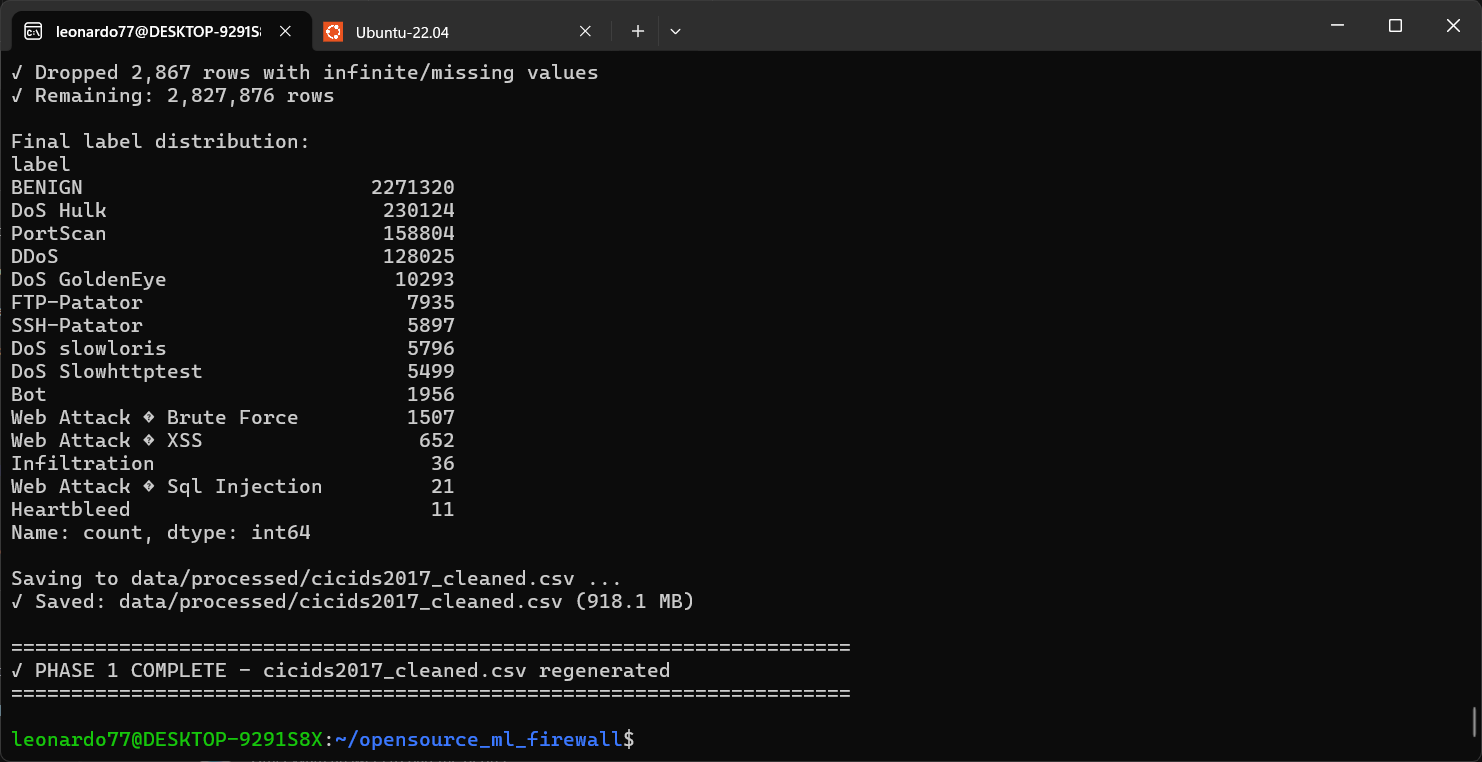 leonardo77@DESKTOP-9291S8
Ubuntu-22.04
√ Dropped 2,867 rows with infinite/missing values
√ Remaining: 2,827,876 rows
Final label distribution:
label
BENIGN 2271320
DoS Hulk 230124
PortScan 158804
DDoS 128025
DoS GoldenEye 10293
FTP-Patator 7935
SSH-Patator 5897
DoS slowloris 5796
DoS Slowhttptest 5499
Bot 1956
Web Attack � Brute Force 1507
Web Attack � XSS 652
Infiltration 36
Web Attack � Sql Injection 21
Heartbleed 11
Name: count, dtype: int64
Saving to data/processed/cicids2017_cleaned.csv ...
√ Saved: data/processed/cicids2017_cleaned.csv (918.1 MB)
======================================================================
√ PHASE 1 COMPLETE - cicids2017_cleaned.csv regenerated
======================================================================
leonardo77@DESKTOP-9291S8X:~/opensource_ml_firewall$